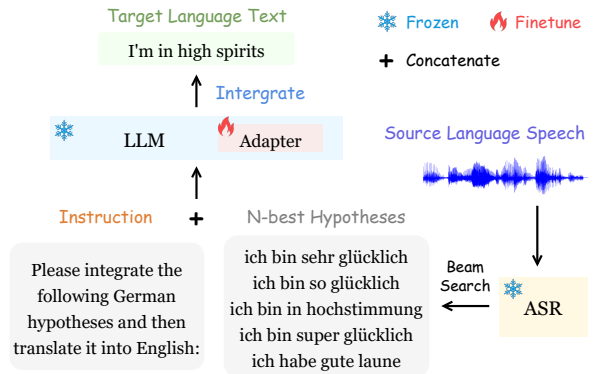 Target Language Text
I'm in high spirits
Frozen
Finetune
+ Concatenate
Intergrate
LLM
Adapter
Source Language Speech
Instruction
+
N-best Hypotheses
Please integrate the
following German
hypotheses and then
translate it into English:
ich bin sehr glücklich
ich bin so glücklich
ich bin in hochstimmung
ich bin super glücklich
ich habe gute laune
Beam
Search
ASR